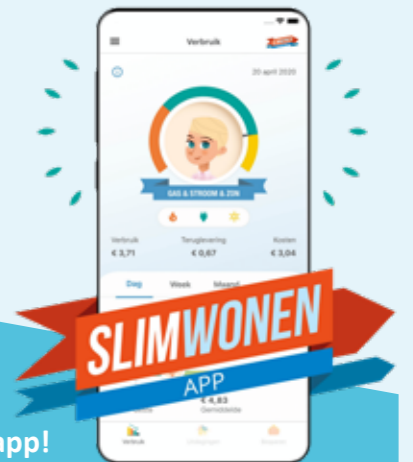 Verbruik
20 april 2020
GAS & STROOM & ZON
Verbruik Teruglevering Kosten
€ 3,71 € 0,67 € 3,04
Dag Week Maand
SLIMWONEN
APP
€ 4,83
Gemiddelde
Verbruik
app!